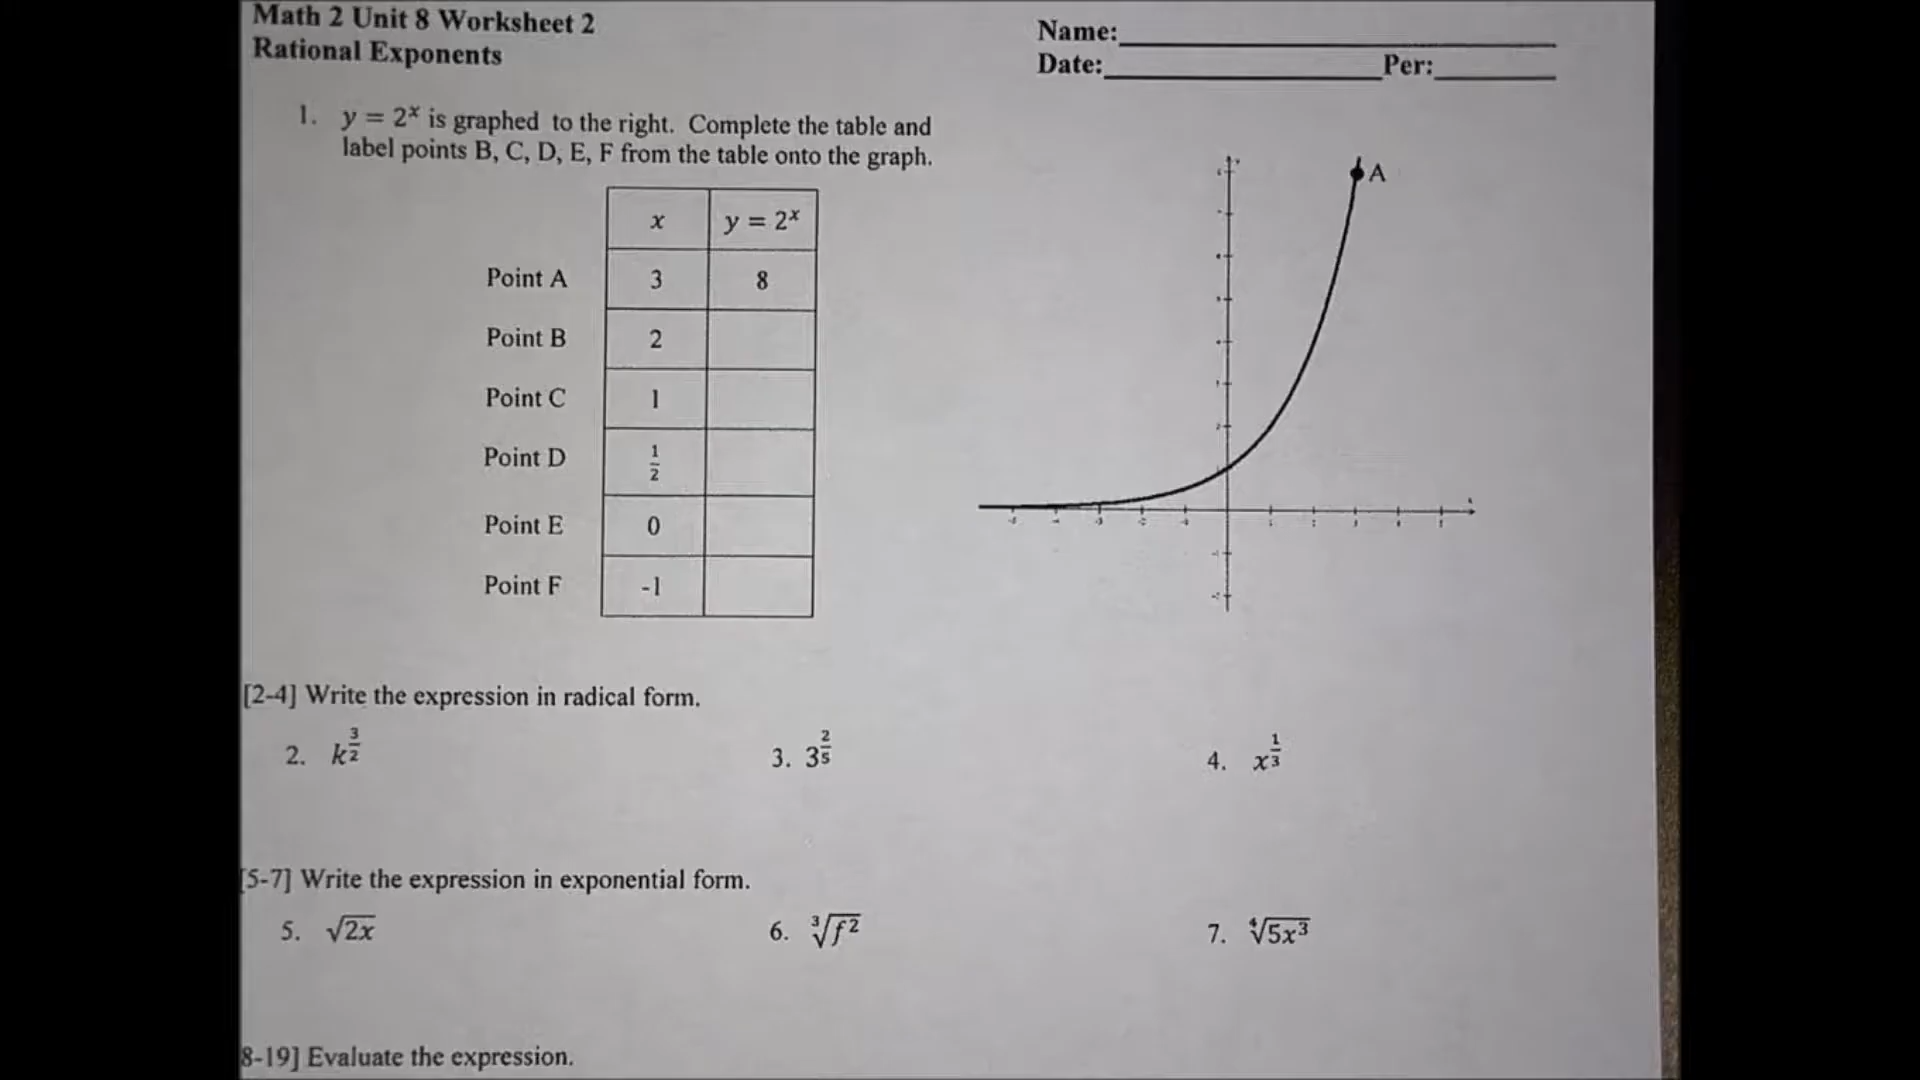 Math 2 Unit 8 Worksheet 2
Rational Exponents
Name:
Date: Per:
1. y = 2ˣ is graphed to the right. Complete the table and
label points B, C, D, E, F from the table onto the graph.
x y = 2ˣ
Point A 3 8
Point B 2
Point C 1
Point D 1/2
Point E 0
Point F -1
A
[2-4] Write the expression in radical form.
2. k^(3/2) 3. 3^(2/5) 4. x^(1/3)
[5-7] Write the expression in exponential form.
5. √2x 6. ³√f² 7. ⁴√5x³
8-19] Evaluate the expression.